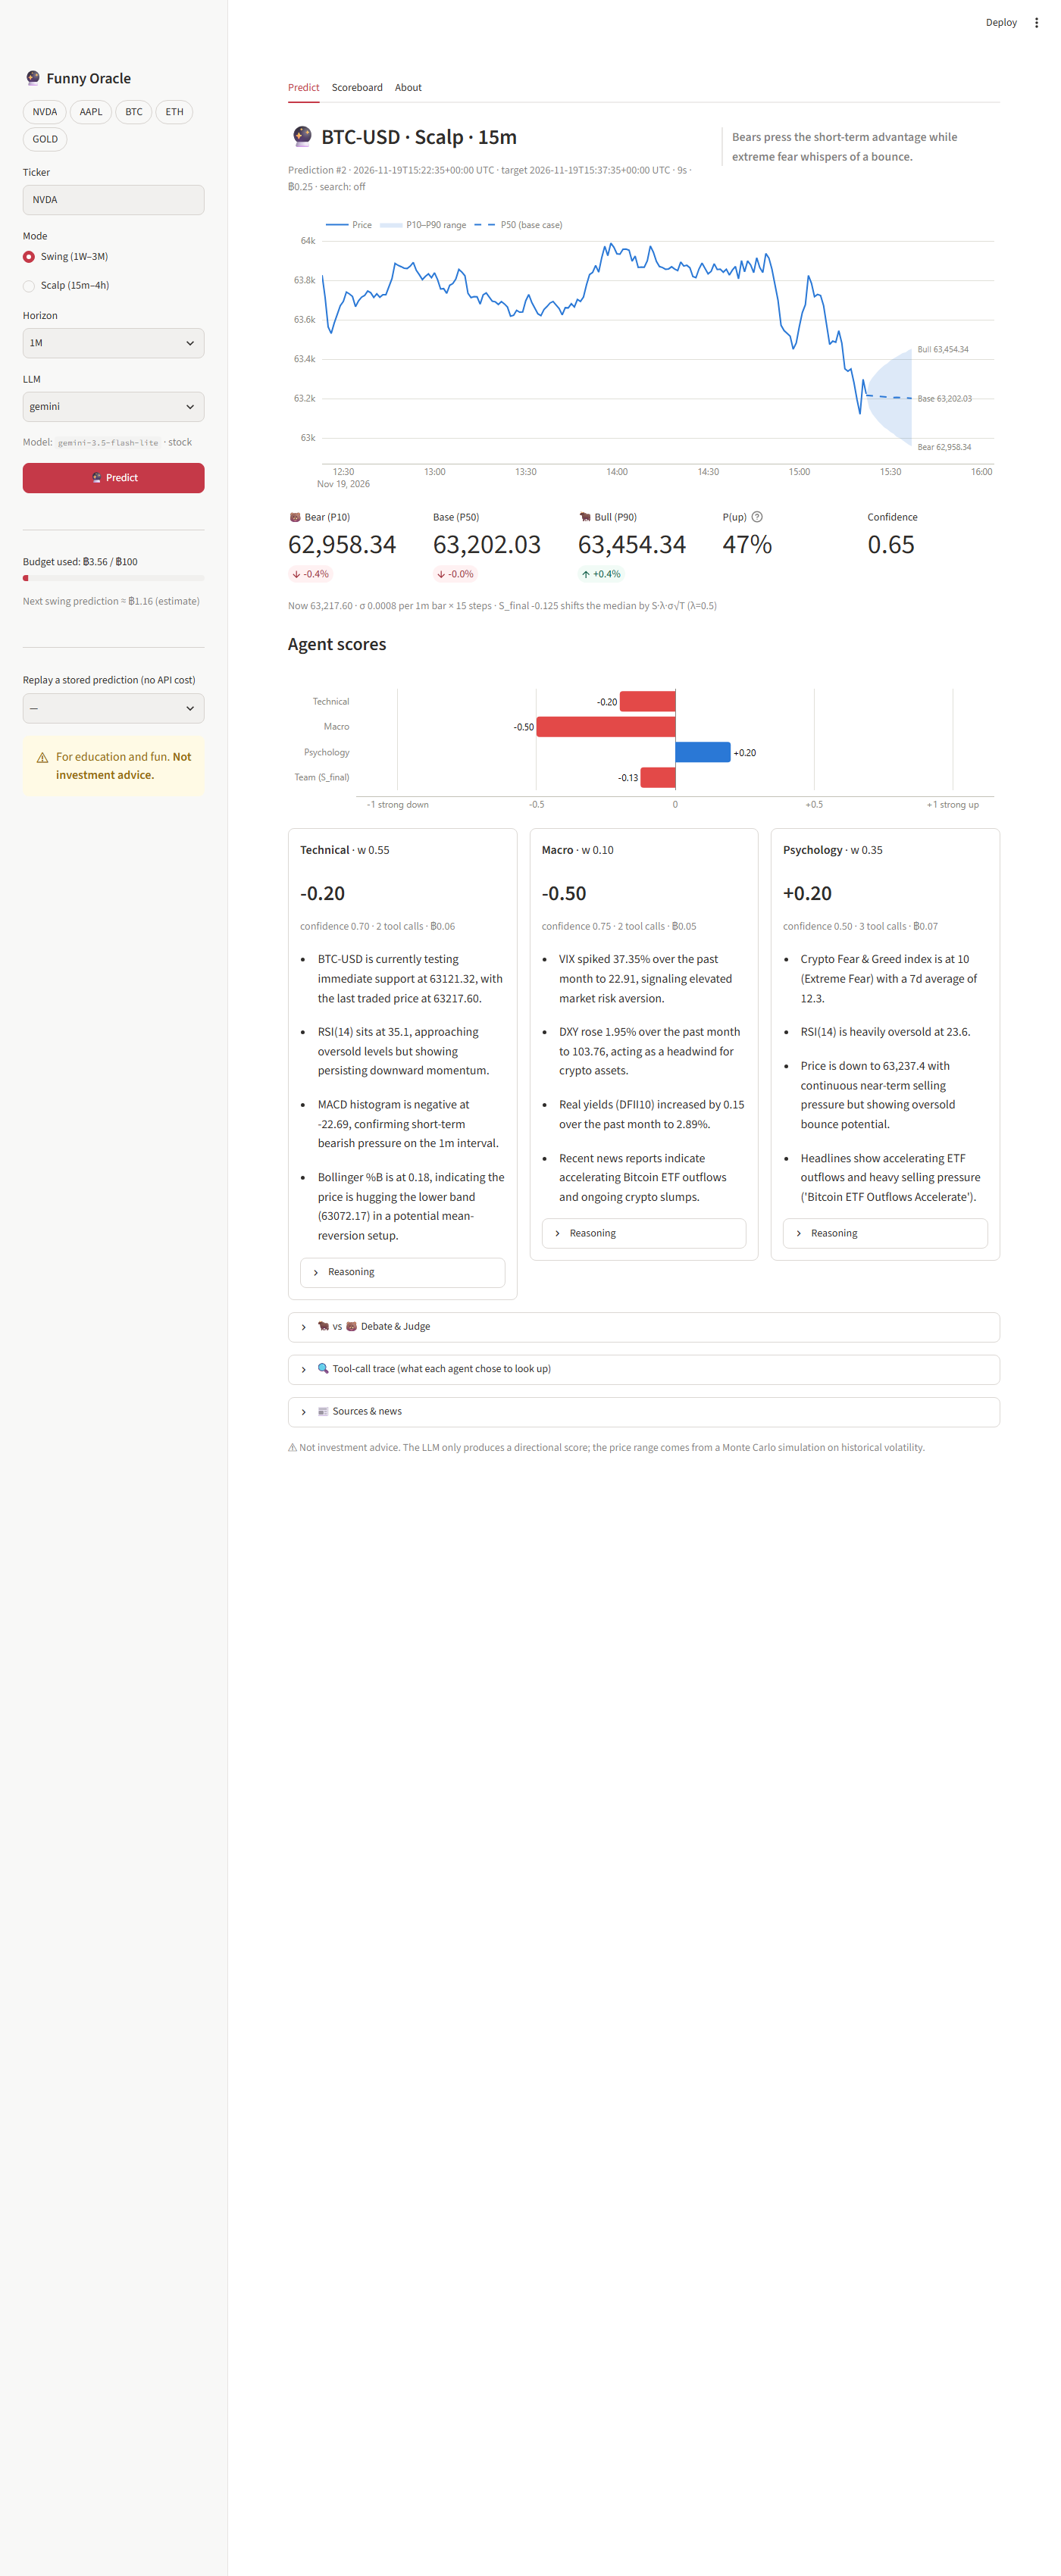 Deploy
🔮 Funny Oracle
NVDA
AAPL
BTC
ETH
GOLD
Ticker
NVDA
Mode
Swing (1W–3M)
Scalp (15m–4h)
Horizon
1M
LLM
gemini
Model: gemini-3.5-flash-lite · stock
🔮 Predict
Budget used: ฿3.56 / ฿100
Next swing prediction ≈ ฿1.16 (estimate)
Replay a stored prediction (no API cost)
—
⚠ For education and fun. Not
investment advice.
Predict
Scoreboard
About
🔮 BTC-USD · Scalp · 15m
Prediction #2 · 2026-11-19T15:22:35+00:00 UTC · target 2026-11-19T15:37:35+00:00 UTC · 9s ·
฿0.25 · search: off
Bears press the short-term advantage while
extreme fear whispers of a bounce.
Price
P10–P90 range
P50 (base case)
64k
63.8k
63.6k
63.4k
63.2k
63k
Bull 63,454.34
Base 63,202.03
Bear 62,958.34
12:30
13:00
13:30
14:00
14:30
15:00
15:30
16:00
Nov 19, 2026
🐻 Bear (P10)
62,958.34
↓ -0.4%
Base (P50)
63,202.03
↓ -0.0%
🐂 Bull (P90)
63,454.34
↑ +0.4%
P(up)
47%
Confidence
0.65
Now 63,217.60 · σ 0.0008 per 1m bar × 15 steps · S_final -0.125 shifts the median by S·λ·σ√T (λ=0.5)
Agent scores
Technical
-0.20
Macro
-0.50
Psychology
+0.20
Team (S_final)
-0.13
-1 strong down
-0.5
0
+0.5
+1 strong up
Technical · w 0.55
-0.20
confidence 0.70 · 2 tool calls · ฿0.06
• BTC-USD is currently testing
immediate support at 63121.32, with
the last traded price at 63217.60.
• RSI(14) sits at 35.1, approaching
oversold levels but showing
persisting downward momentum.
• MACD histogram is negative at
-22.69, confirming short-term
bearish pressure on the 1m interval.
• Bollinger %B is at 0.18, indicating the
price is hugging the lower band
(63072.17) in a potential mean-
reversion setup.
Reasoning
Macro · w 0.10
-0.50
confidence 0.75 · 2 tool calls · ฿0.05
• VIX spiked 37.35% over the past
month to 22.91, signaling elevated
market risk aversion.
• DXY rose 1.95% over the past month
to 103.76, acting as a headwind for
crypto assets.
• Real yields (DFII10) increased by 0.15
over the past month to 2.89%.
• Recent news reports indicate
accelerating Bitcoin ETF outflows
and ongoing crypto slumps.
Reasoning
Psychology · w 0.35
+0.20
confidence 0.50 · 3 tool calls · ฿0.07
• Crypto Fear & Greed index is at 10
(Extreme Fear) with a 7d average of
12.3.
• RSI(14) is heavily oversold at 23.6.
• Price is down to 63,237.4 with
continuous near-term selling
pressure but showing oversold
bounce potential.
• Headlines show accelerating ETF
outflows and heavy selling pressure
('Bitcoin ETF Outflows Accelerate').
Reasoning
🐂 vs 🐻 Debate & Judge
🔍 Tool-call trace (what each agent chose to look up)
📰 Sources & news
⚠ Not investment advice. The LLM only produces a directional score; the price range comes from a Monte Carlo simulation on historical volatility.